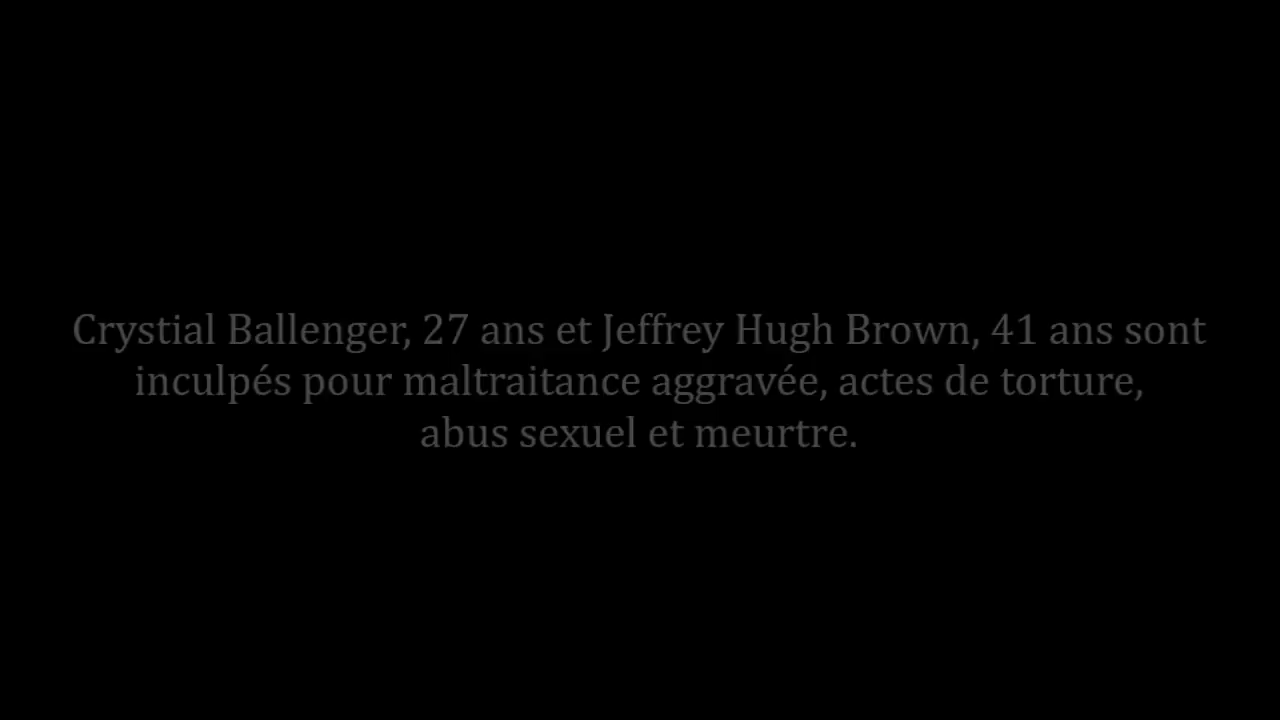 Crystial Ballenger, 27 ans et Jeffrey Hugh Brown, 41 ans sont
inculpés pour maltraitance aggravée, actes de torture,
abus sexuel et meurtre.